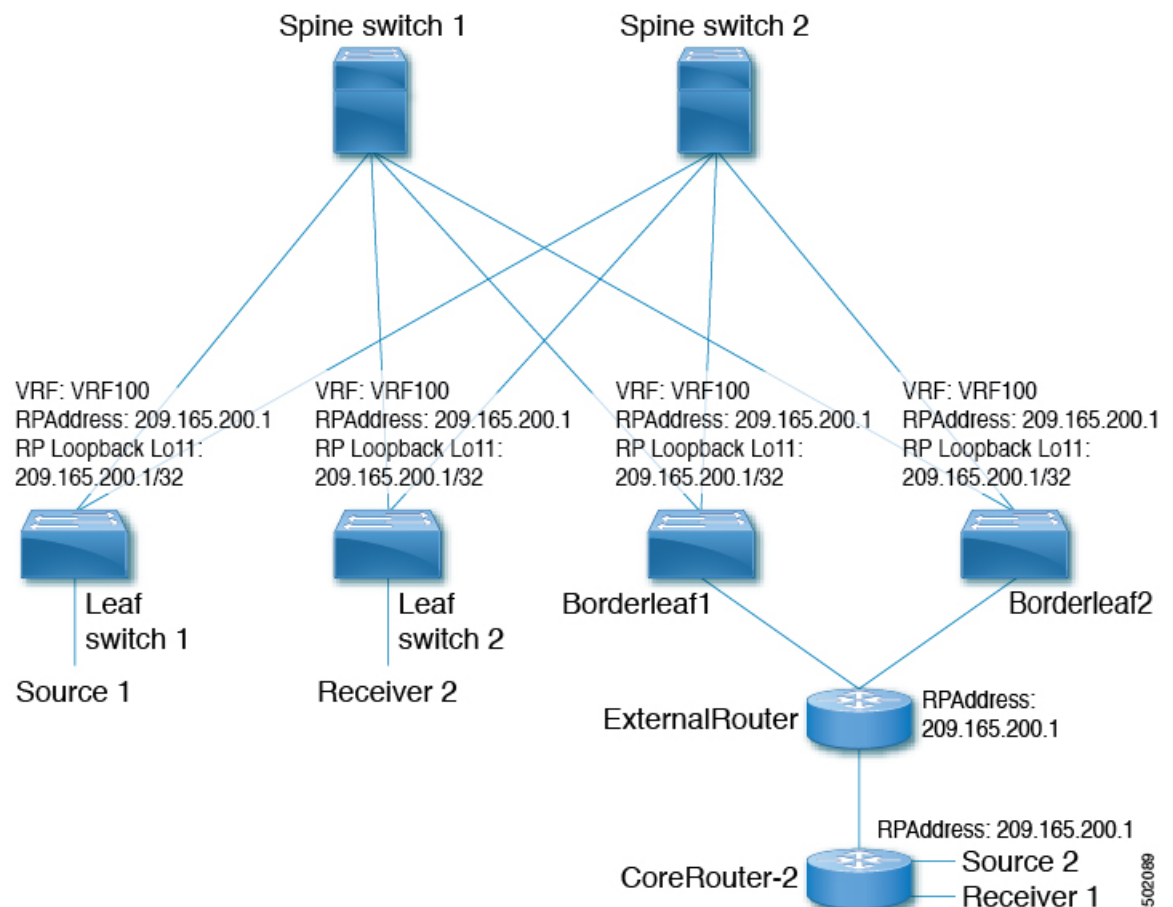 Spine switch 1
Spine switch 2
VRF: VRF100
RPAddress: 209.165.200.1
RP Loopback Lo11:
209.165.200.1/32
VRF: VRF100
RPAddress: 209.165.200.1
RP Loopback Lo11:
209.165.200.1/32
VRF: VRF100
RPAddress: 209.165.200.1
RP Loopback Lo11:
209.165.200.1/32
VRF: VRF100
RPAddress: 209.165.200.1
RP Loopback Lo11:
209.165.200.1/32
Leaf
switch 1
Leaf
switch 2
Borderleaf1
Borderleaf2
Source 1
Receiver 2
ExternalRouter
RPAddress:
209.165.200.1
RPAddress: 209.165.200.1
CoreRouter-2
Source 2
Receiver 1
502089